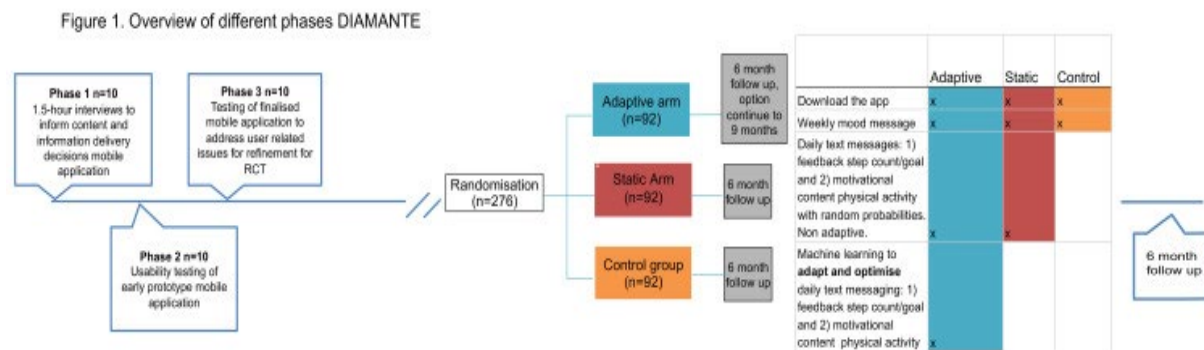 Figure 1. Overview of different phases DIAMANTE
Phase 1 n=10
1.5-hour interviews to
inform content and
information delivery
decisions mobile
application
Phase 3 n=10
Testing of finalised
mobile application to
address user related
issues for refinement for
RCT
Phase 2 n=10
Usability testing of
early prototype mobile
application
Randomisation
(n=276)
Adaptive arm
(n=92)
6 month
follow up,
option
continue to
9 months
Static Arm
(n=92)
6 month
follow up
Control group
(n=92)
6 month
follow up
Adaptive Static Control
Download the app x x x
Weekly mood message x x x
Daily text messages: 1)
feedback step count/goal
and 2) motivational
content physical activity
with random probabilities.
Non adaptive. x x
Machine learning to
adapt and optimise
daily text messaging: 1)
feedback step count/goal
and 2) motivational
content physical activity x
6 month
follow up